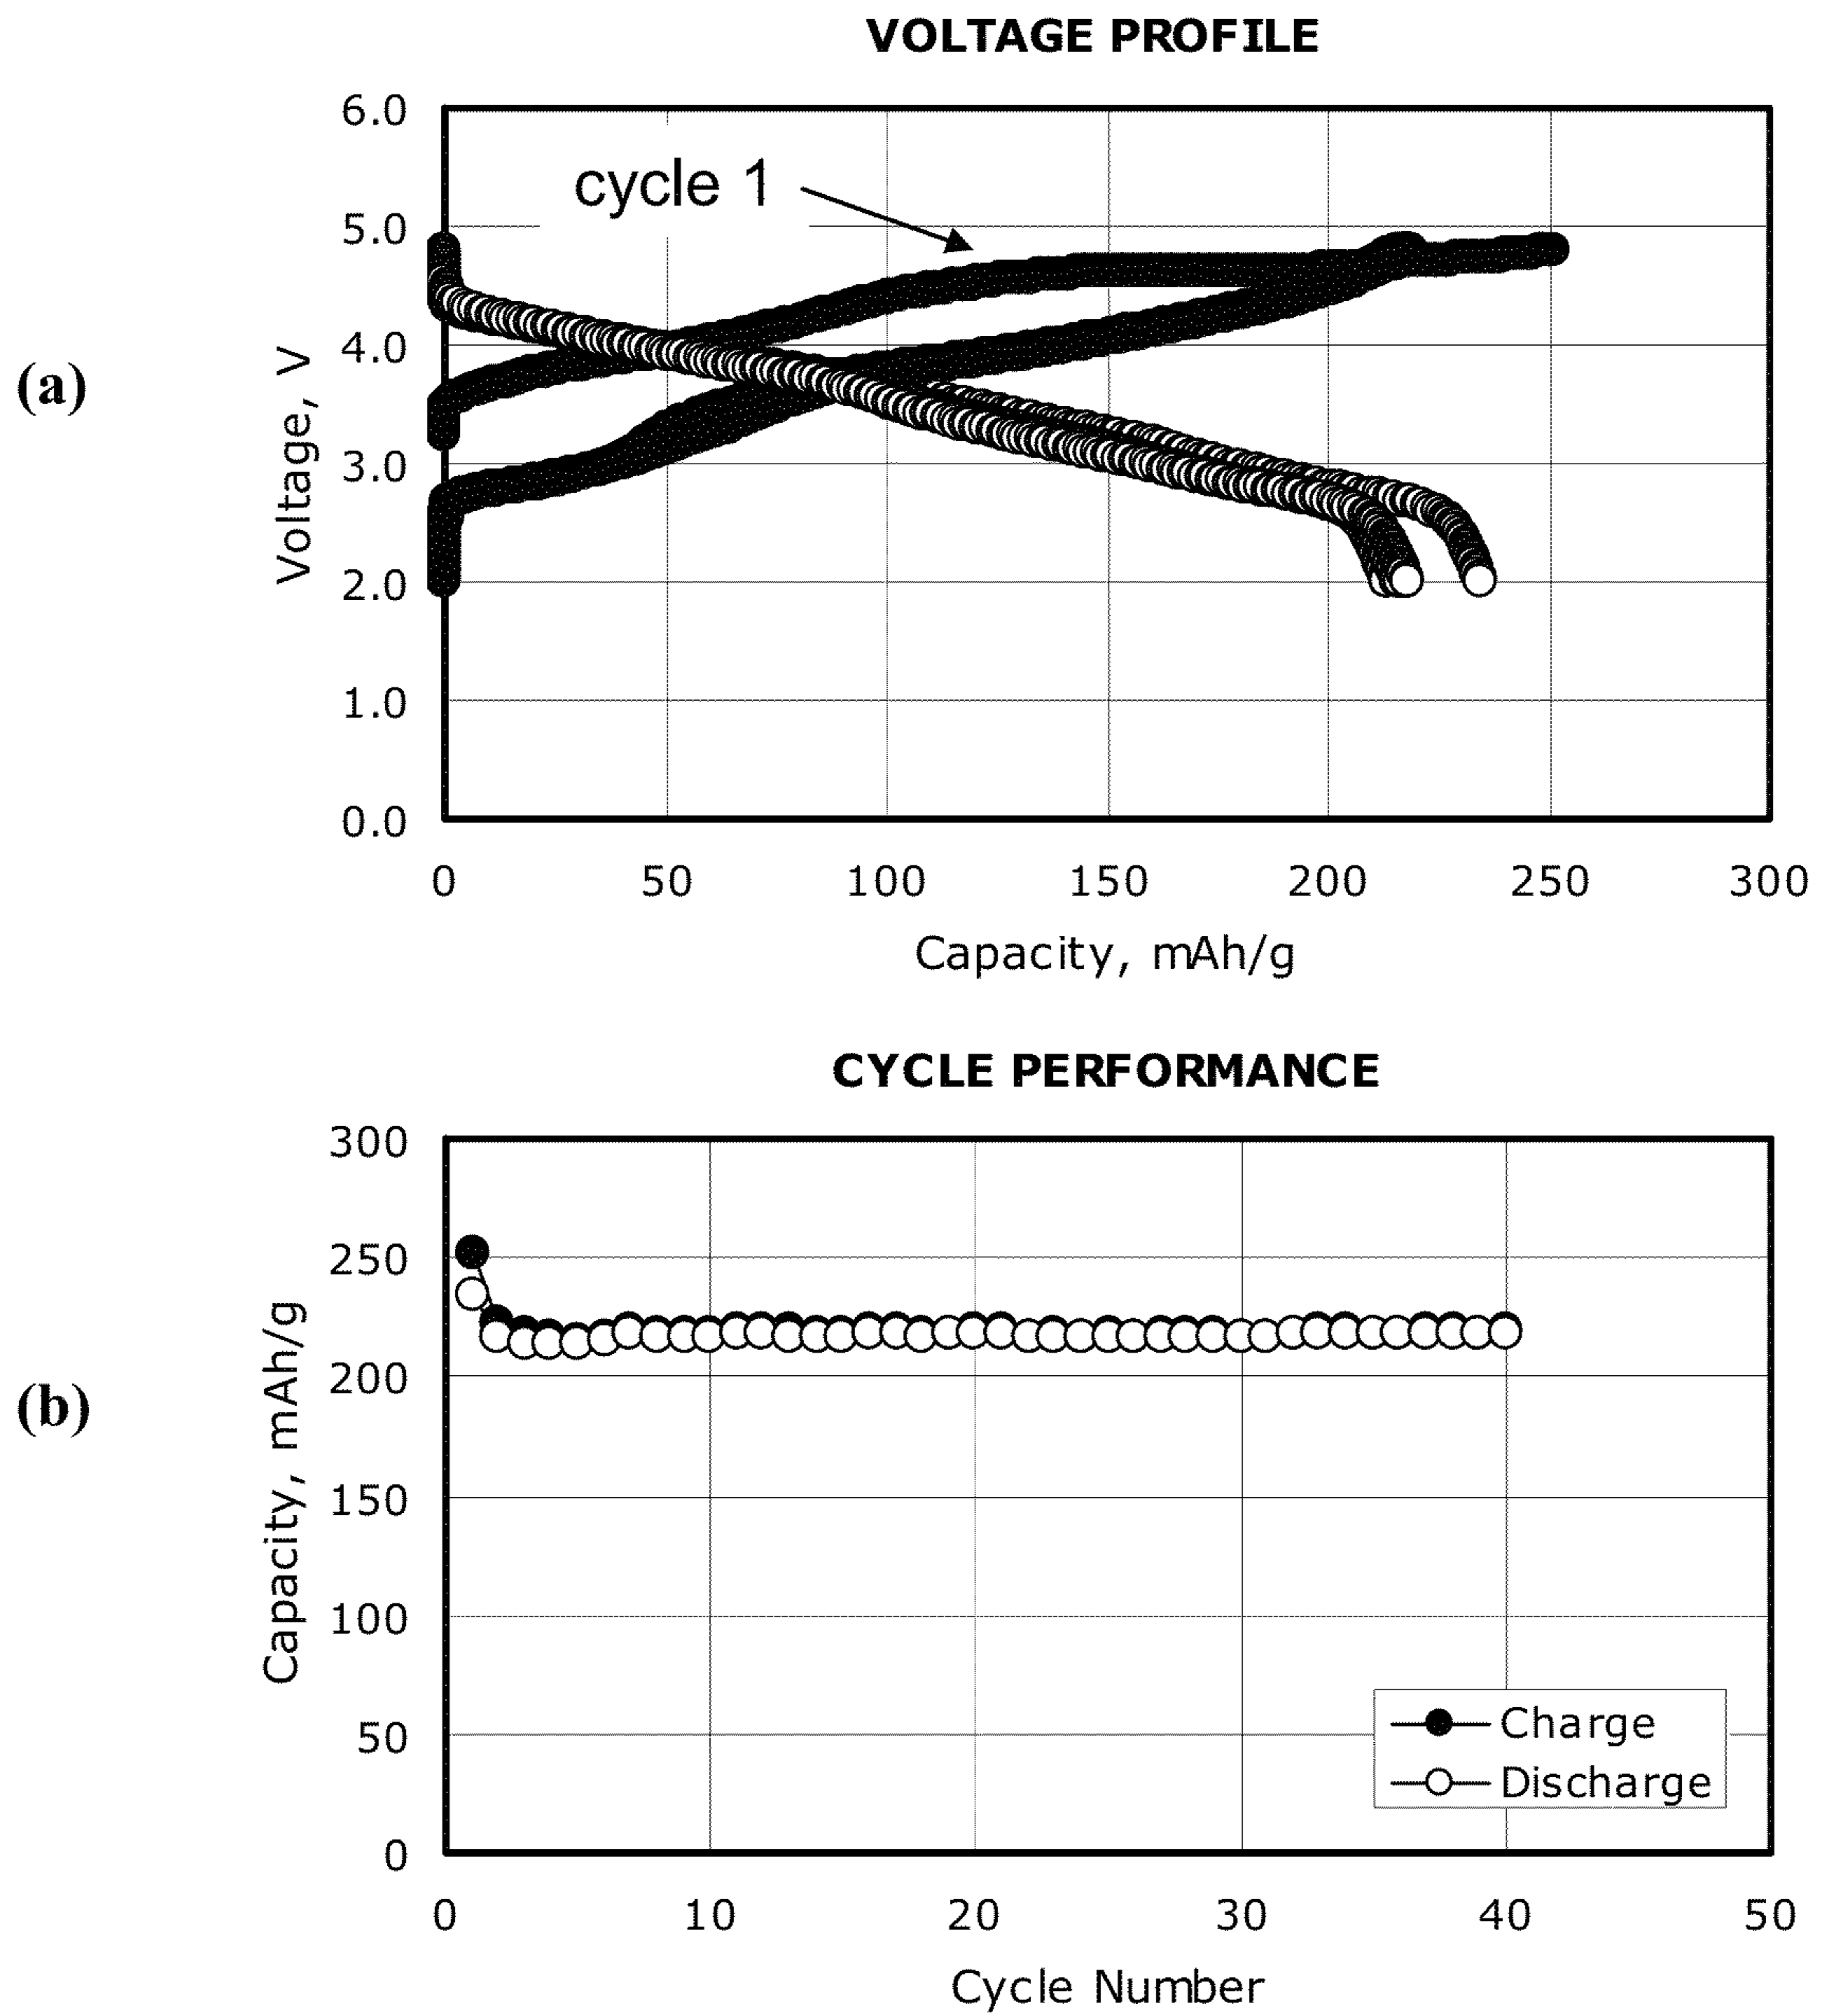 VOLTAGE PROFILE
(a)
Voltage, V
6.0
5.0
4.0
3.0
2.0
1.0
0.0
cycle 1
0 50 100 150 200 250 300
Capacity, mAh/g
CYCLE PERFORMANCE
(b)
Capacity, mAh/g
300
250
200
150
100
50
0
Charge
Discharge
0 10 20 30 40 50
Cycle Number